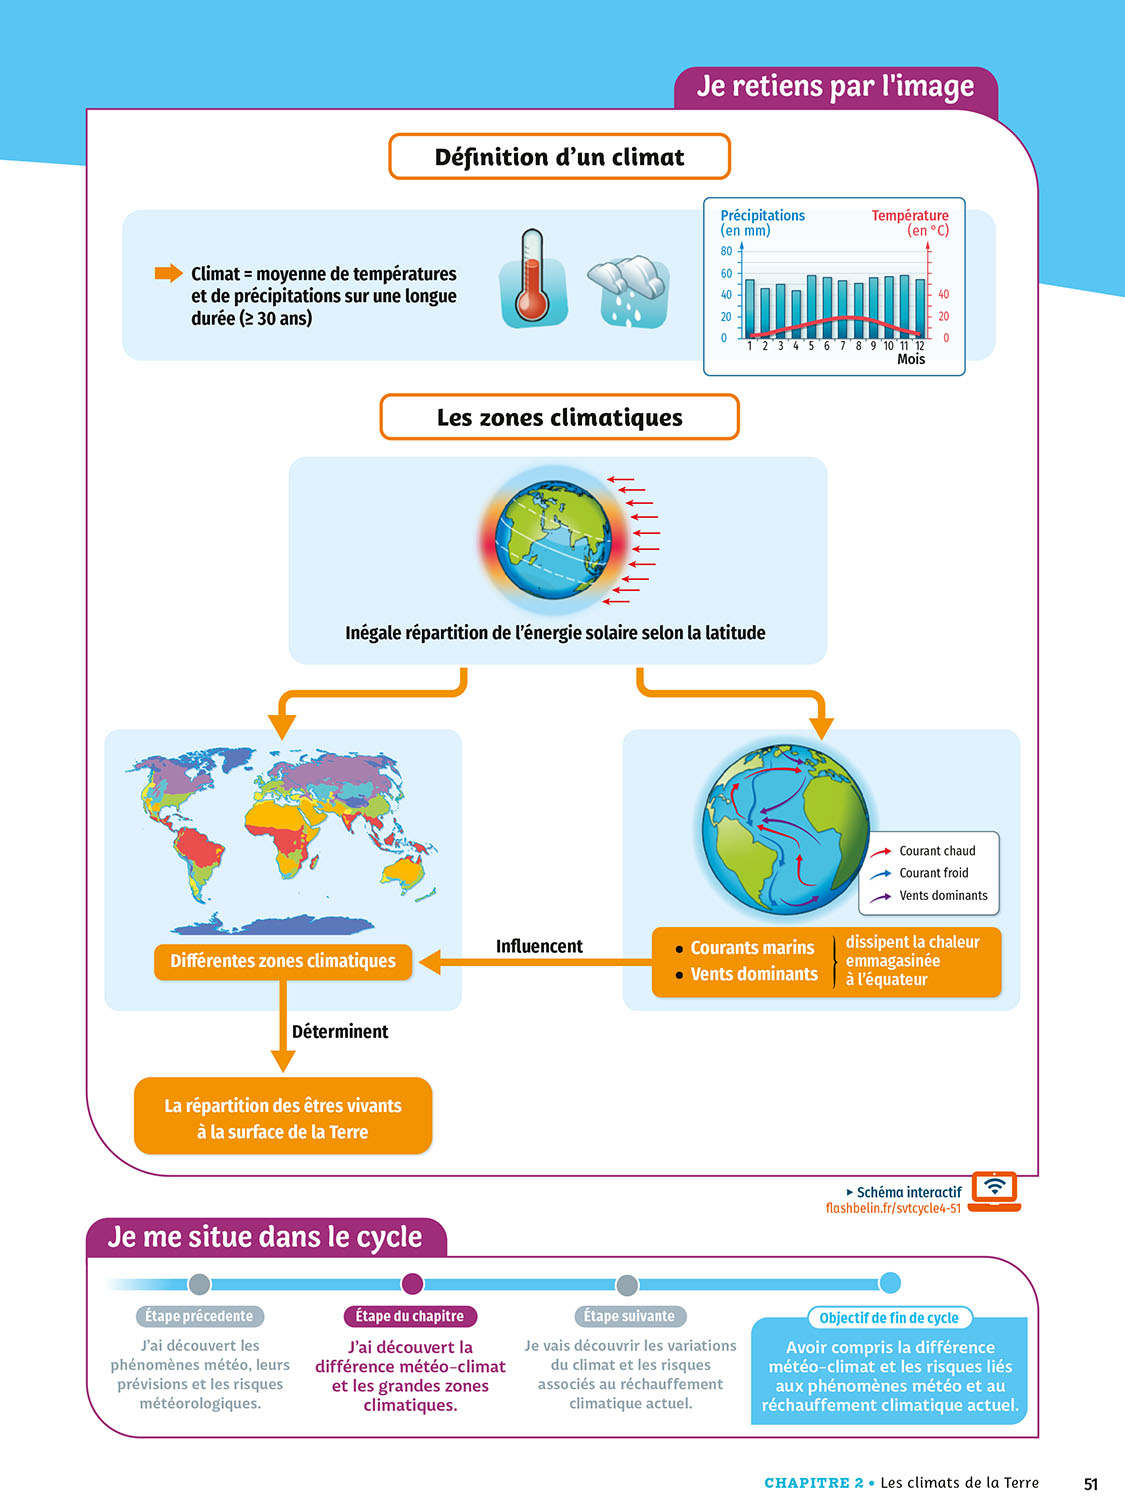 Je retiens par l'image
Définition d'un climat
Climat = moyenne de températures
et de précipitations sur une longue
durée (≥ 30 ans)
Précipitations
(en mm)
Température
(en °C)
80
60
40
20
0
40
20
0
1 2 3 4 5 6 7 8 9 10 11 12
Mois
Les zones climatiques
Inégale répartition de l'énergie solaire selon la latitude
Courant chaud
Courant froid
Vents dominants
Différentes zones climatiques
Influencent
• Courants marins
• Vents dominants
dissipent la chaleur
emmagasinée
à l'équateur
Déterminent
La répartition des êtres vivants
à la surface de la Terre
▸ Schéma interactif
flashbelin.fr/svtcycle4-51
Je me situe dans le cycle
Étape précedente
J'ai découvert les
phénomènes météo, leurs
prévisions et les risques
météorologiques.
Étape du chapitre
J'ai découvert la
différence météo-climat
et les grandes zones
climatiques.
Étape suivante
Je vais découvrir les variations
du climat et les risques
associés au réchauffement
climatique actuel.
Objectif de fin de cycle
Avoir compris la différence
météo-climat et les risques liés
aux phénomènes météo et au
réchauffement climatique actuel.
CHAPITRE 2 • Les climats de la Terre
51